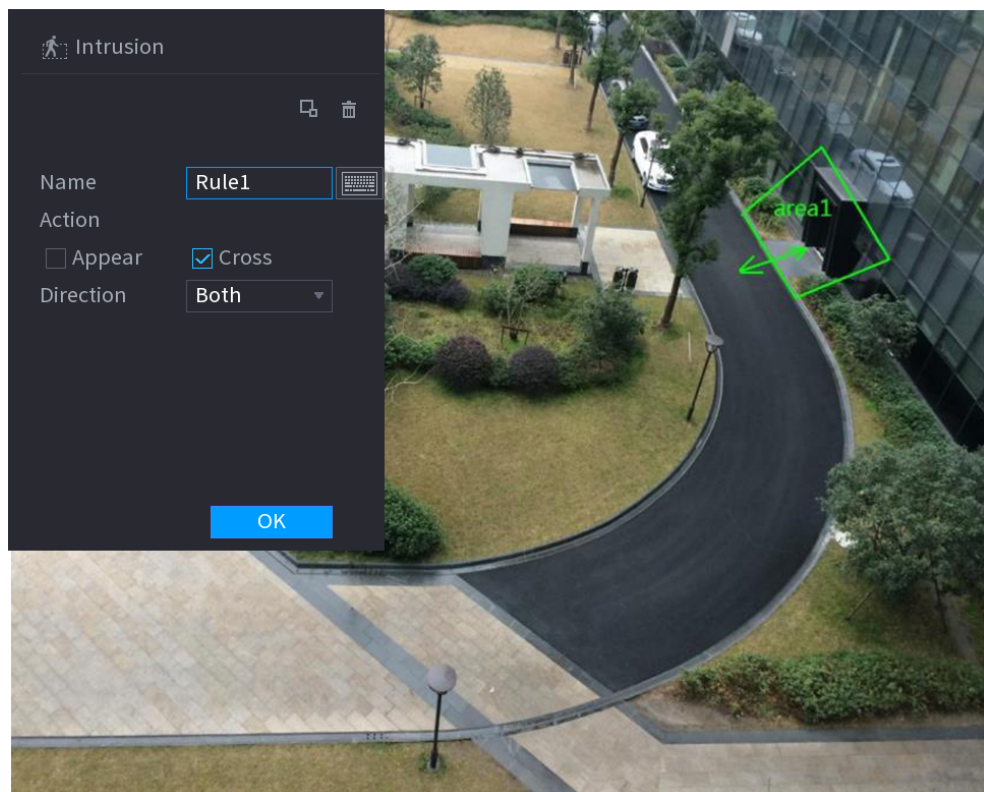 Intrusion
Name Rule1
Action
Appear Cross
Direction Both
OK
area1